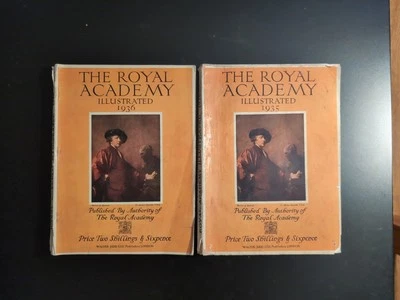 THE ROYAL
ACADEMY
ILLUSTRATED
1936
Published By Authority of
The Royal Academy
Price Two Shillings & Sixpence
THE ROYAL
ACADEMY
ILLUSTRATED
1935
Published By Authority of
The Royal Academy
Price Two Shillings & Sixpence